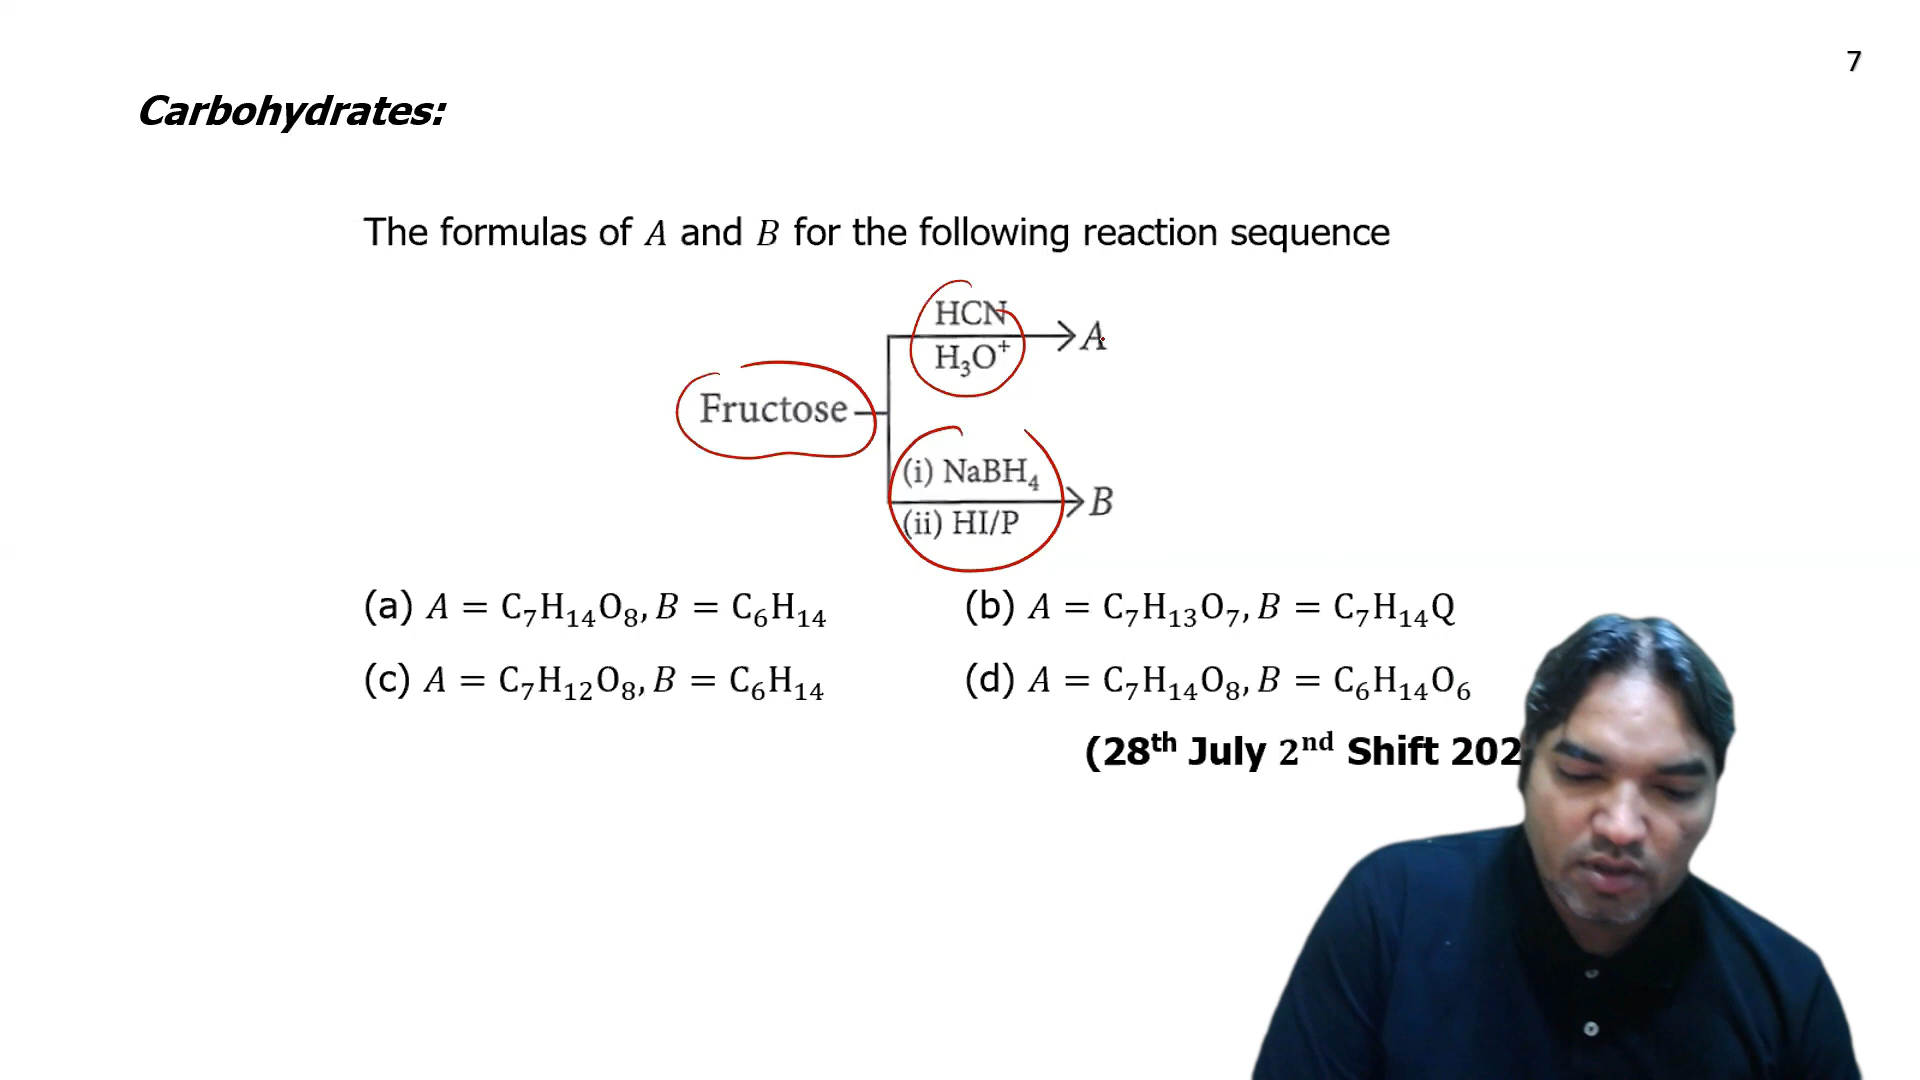 7
Carbohydrates:
The formulas of A and B for the following reaction sequence
HCN
H₃O⁺
A
Fructose
(i) NaBH₄
(ii) HI/P
B
(a) A = C₇H₁₄O₈, B = C₆H₁₄ (b) A = C₇H₁₃O₇, B = C₇H₁₄Q
(c) A = C₇H₁₂O₈, B = C₆H₁₄ (d) A = C₇H₁₄O₈, B = C₆H₁₄O₆
(28ᵗʰ July 2ⁿᵈ Shift 202